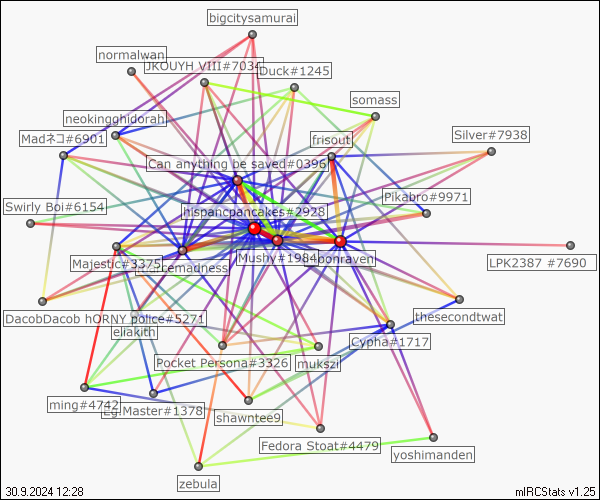 bigcitysamurai
normalwan
JKOUYH VIII#7034
Duck#1245
somass
neokingghidorah
Madネコ#6901
frisout
Silver#7938
Can anything be saved#0396
Pikabro#9971
Swirly Boi#6154
hispancpancakes#2928
Majestic#3375
Mushy#1984
LPK2387 #7690
DacobDacob hORNY police#5271
thesecondtwat
eliakith
Cypha#1717
Pocket Persona#3326
mukszi
ming#4742
Master#1378
shawntee9
Fedora Stoat#4479
yoshimanden
zebula
30.9.2024 12:28
mIRCStats v1.25